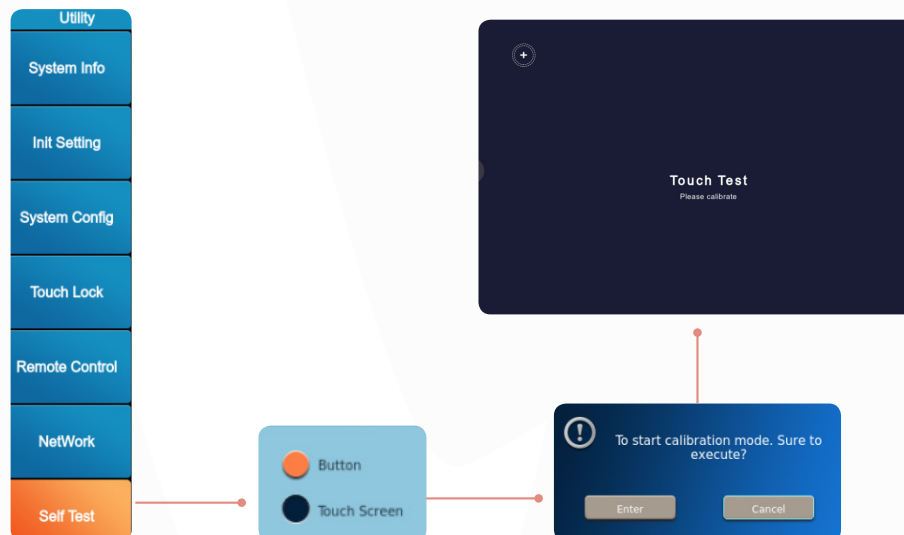 Utility
System Info
Init Setting
System Config
Touch Lock
Remote Control
NetWork
Self Test
Button
Touch Screen
To start calibration mode. Sure to
execute?
Enter
Cancel
Touch Test
Please calibrate